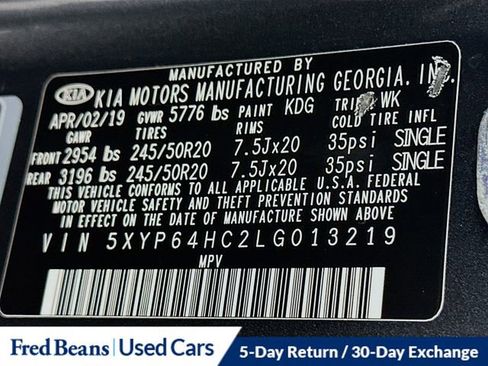 MANUFACTURED BY
KIA KIA MOTORS MANUFACTURING GEORGIA, INC.
APR/02/19 GVWR 5776 lbs PAINT KDG TRIM WK
GAWR TIRES RIMS COLD TIRE INFL
FRONT 2954 lbs 245/50R20 7.5Jx20 35psi SINGLE
REAR 3196 lbs 245/50R20 7.5Jx20 35psi SINGLE
THIS VEHICLE CONFORMS TO ALL APPLICABLE U.S.A. FEDERAL
MOTOR VEHICLE SAFETY AND THEFT PREVENTION STANDARDS
IN EFFECT ON THE DATE OF MANUFACTURE SHOWN ABOVE.
VIN 5XYP64HC2LG013219
MPV
Fred Beans Used Cars 5-Day Return / 30-Day Exchange